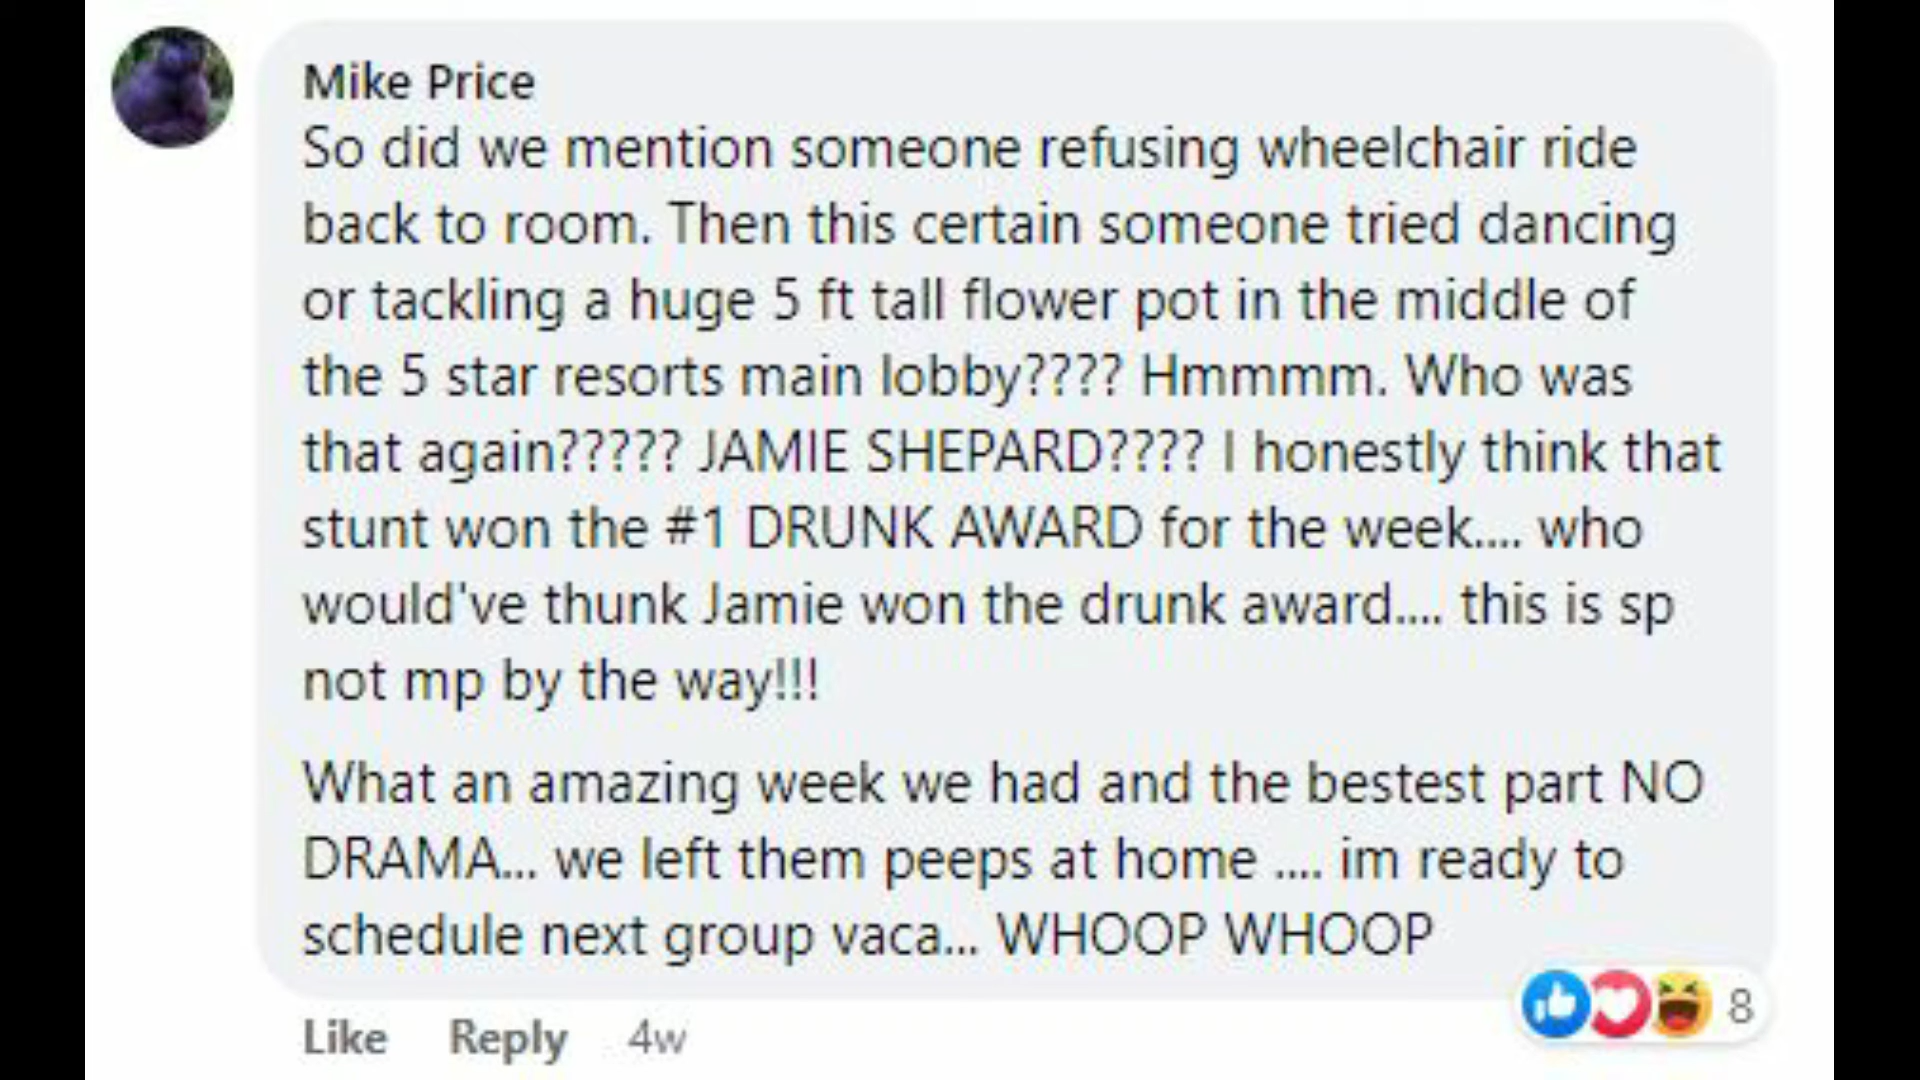 Mike Price
So did we mention someone refusing wheelchair ride
back to room. Then this certain someone tried dancing
or tackling a huge 5 ft tall flower pot in the middle of
the 5 star resorts main lobby???? Hmmmm. Who was
that again????? JAMIE SHEPARD???? I honestly think that
stunt won the #1 DRUNK AWARD for the week.... who
would've thunk Jamie won the drunk award.... this is sp
not mp by the way!!!
What an amazing week we had and the bestest part NO
DRAMA... we left them peeps at home .... im ready to
schedule next group vaca... WHOOP WHOOP
8
Like Reply 4w